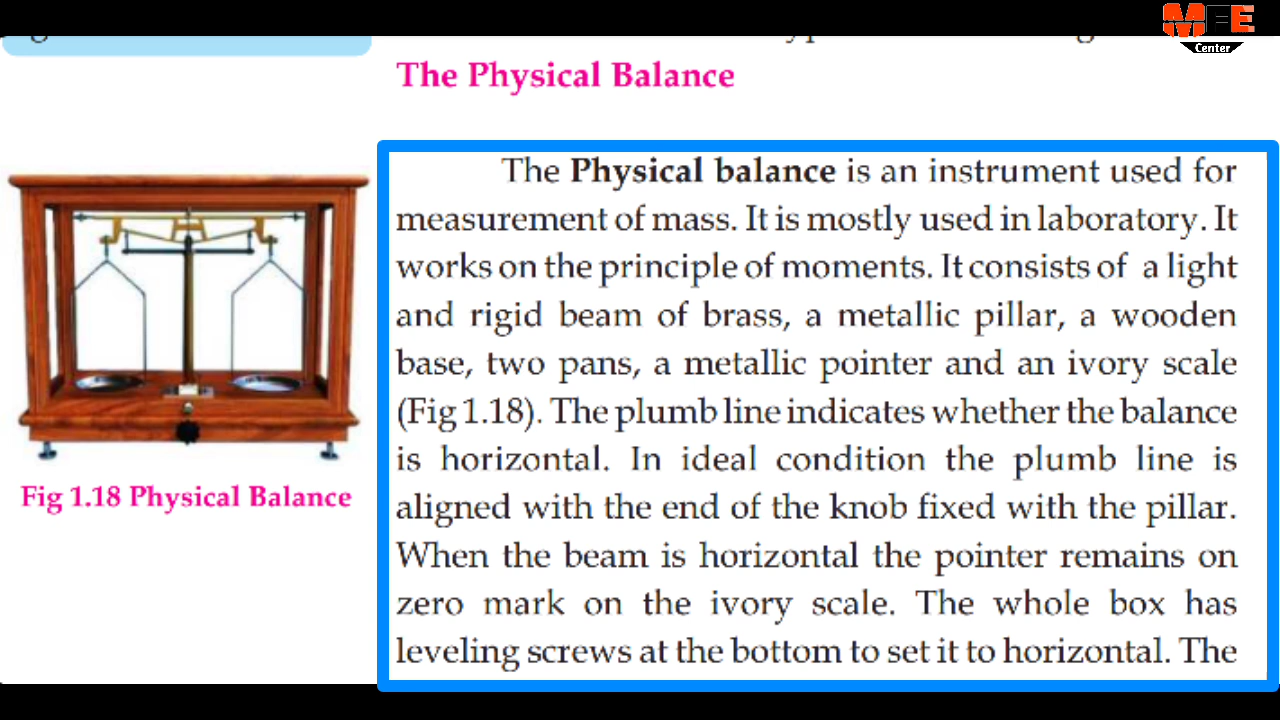 MFE
Center
The Physical Balance
The Physical balance is an instrument used for
measurement of mass. It is mostly used in laboratory. It
works on the principle of moments. It consists of a light
and rigid beam of brass, a metallic pillar, a wooden
base, two pans, a metallic pointer and an ivory scale
(Fig 1.18). The plumb line indicates whether the balance
is horizontal. In ideal condition the plumb line is
aligned with the end of the knob fixed with the pillar.
When the beam is horizontal the pointer remains on
zero mark on the ivory scale. The whole box has
leveling screws at the bottom to set it to horizontal. The
Fig 1.18 Physical Balance